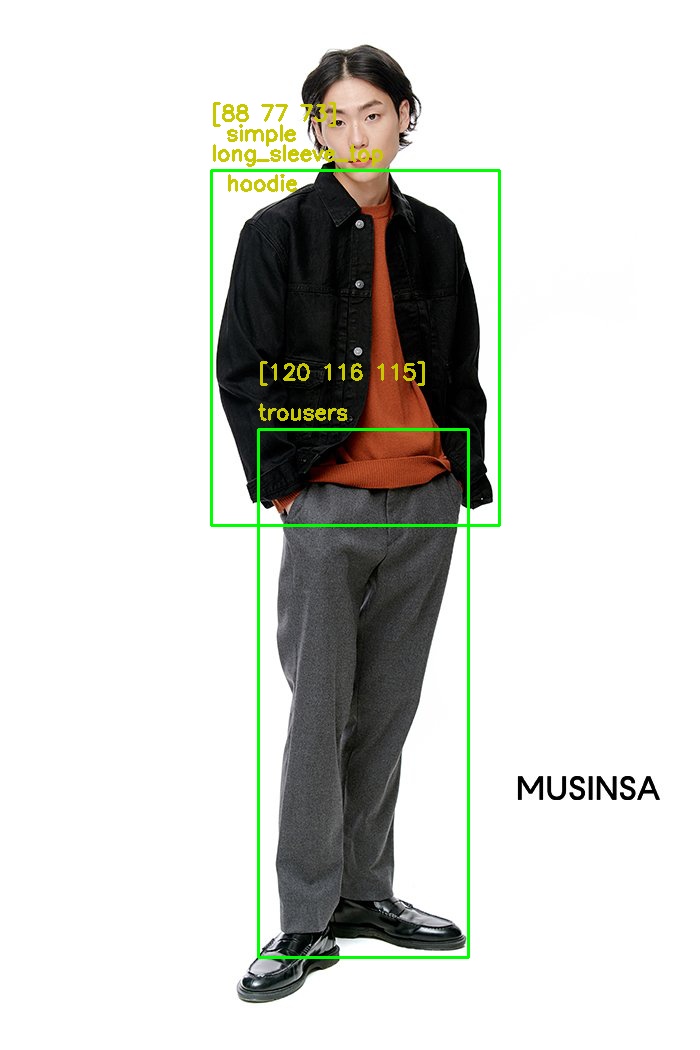 [88 77 73]
simple
long_sleeve_top
hoodie
[120 116 115]
trousers
MUSINSA